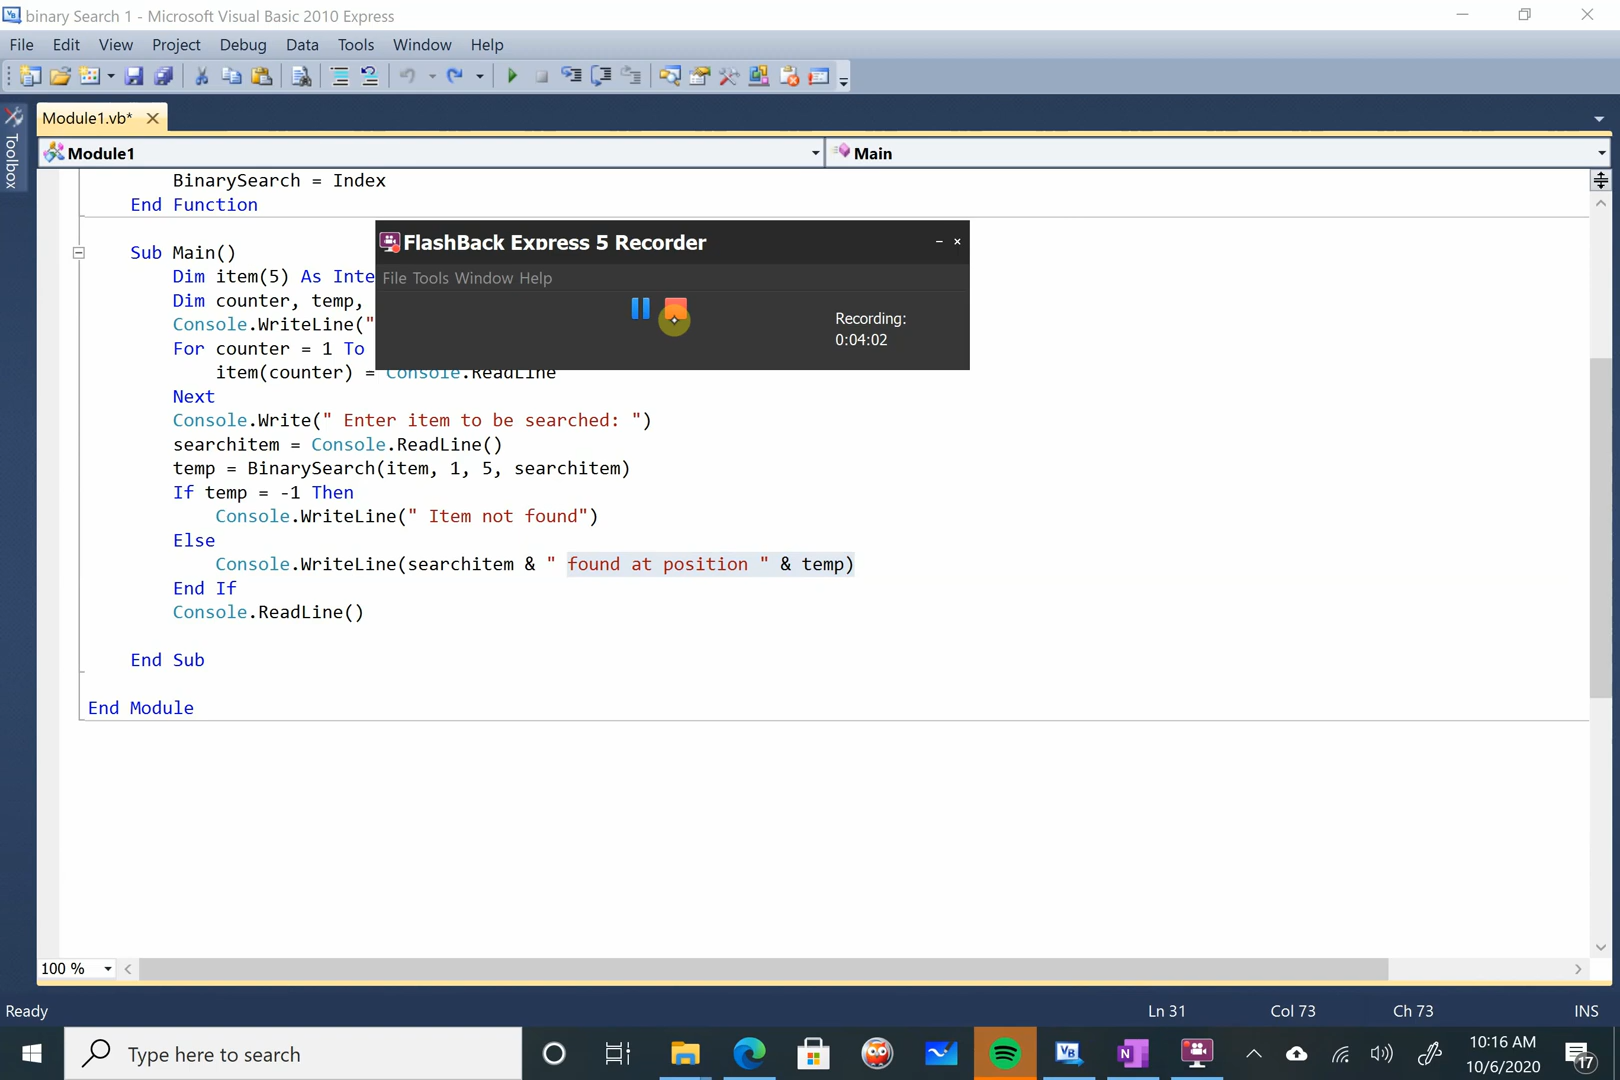 binary Search 1 - Microsoft Visual Basic 2010 Express
File Edit View Project Debug Data Tools Window Help
Toolbox
Module1.vb*
Module1
Main
BinarySearch = Index
End Function
Sub Main()
Dim item(5) As Inte
Dim counter, temp,
Console.WriteLine("
For counter = 1 To
item(counter) = Console.ReadLine
Next
Console.Write(" Enter item to be searched: ")
searchitem = Console.ReadLine()
temp = BinarySearch(item, 1, 5, searchitem)
If temp = -1 Then
Console.WriteLine(" Item not found")
Else
Console.WriteLine(searchitem & " found at position " & temp)
End If
Console.ReadLine()
End Sub
End Module
FlashBack Express 5 Recorder
File Tools Window Help
Recording:
0:04:02
100 %
Ready
Ln 31 Col 73 Ch 73 INS
Type here to search
10:16 AM
10/6/2020
17